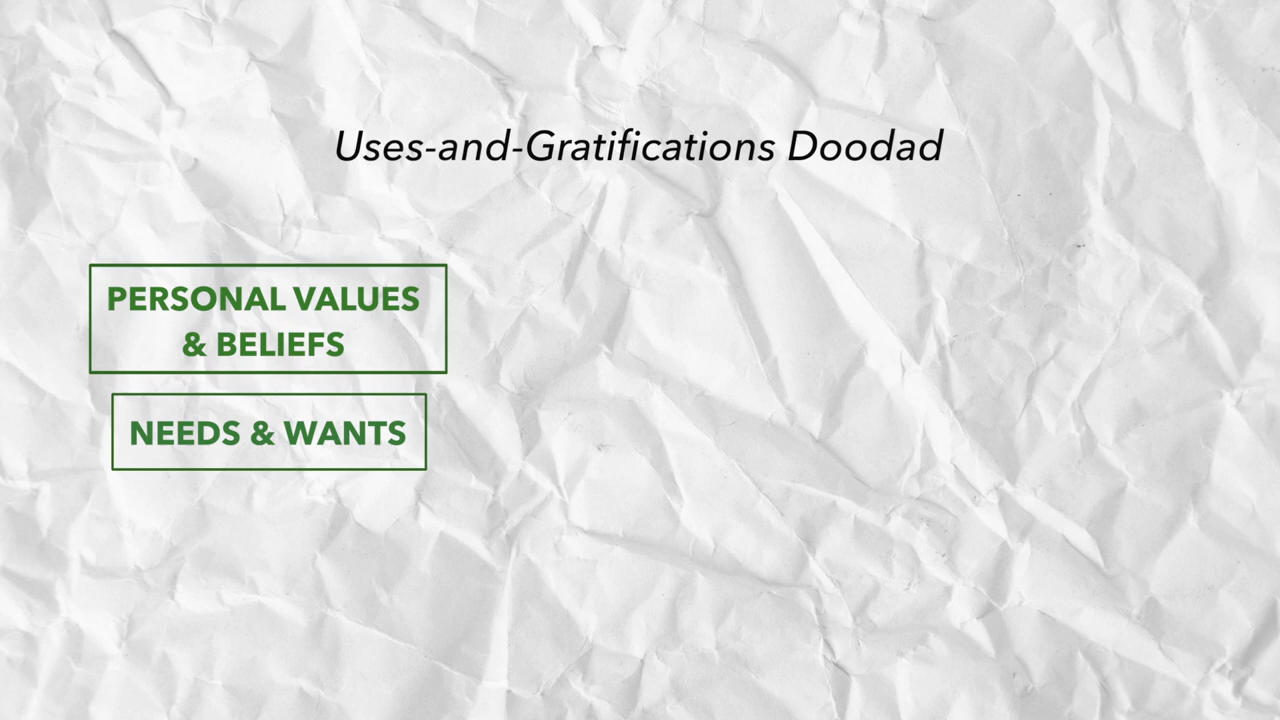 Uses-and-Gratifications Doodad
PERSONAL VALUES
& BELIEFS
NEEDS & WANTS